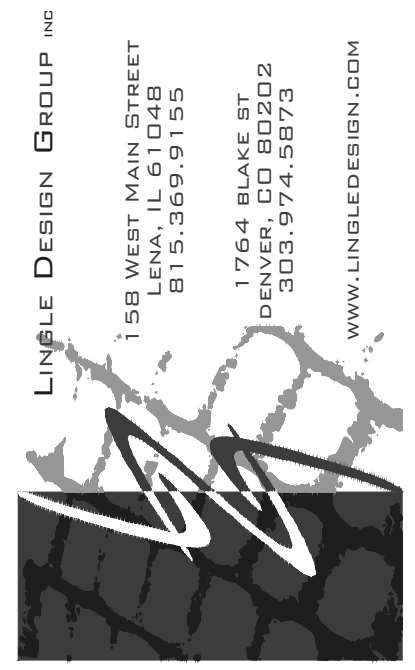 LINGLE DESIGN GROUP INC
158 WEST MAIN STREET
LENA, IL 61048
815.369.9155
1764 BLAKE ST
DENVER, CO 80202
303.974.5873
WWW.LINGLEDESIGN.COM